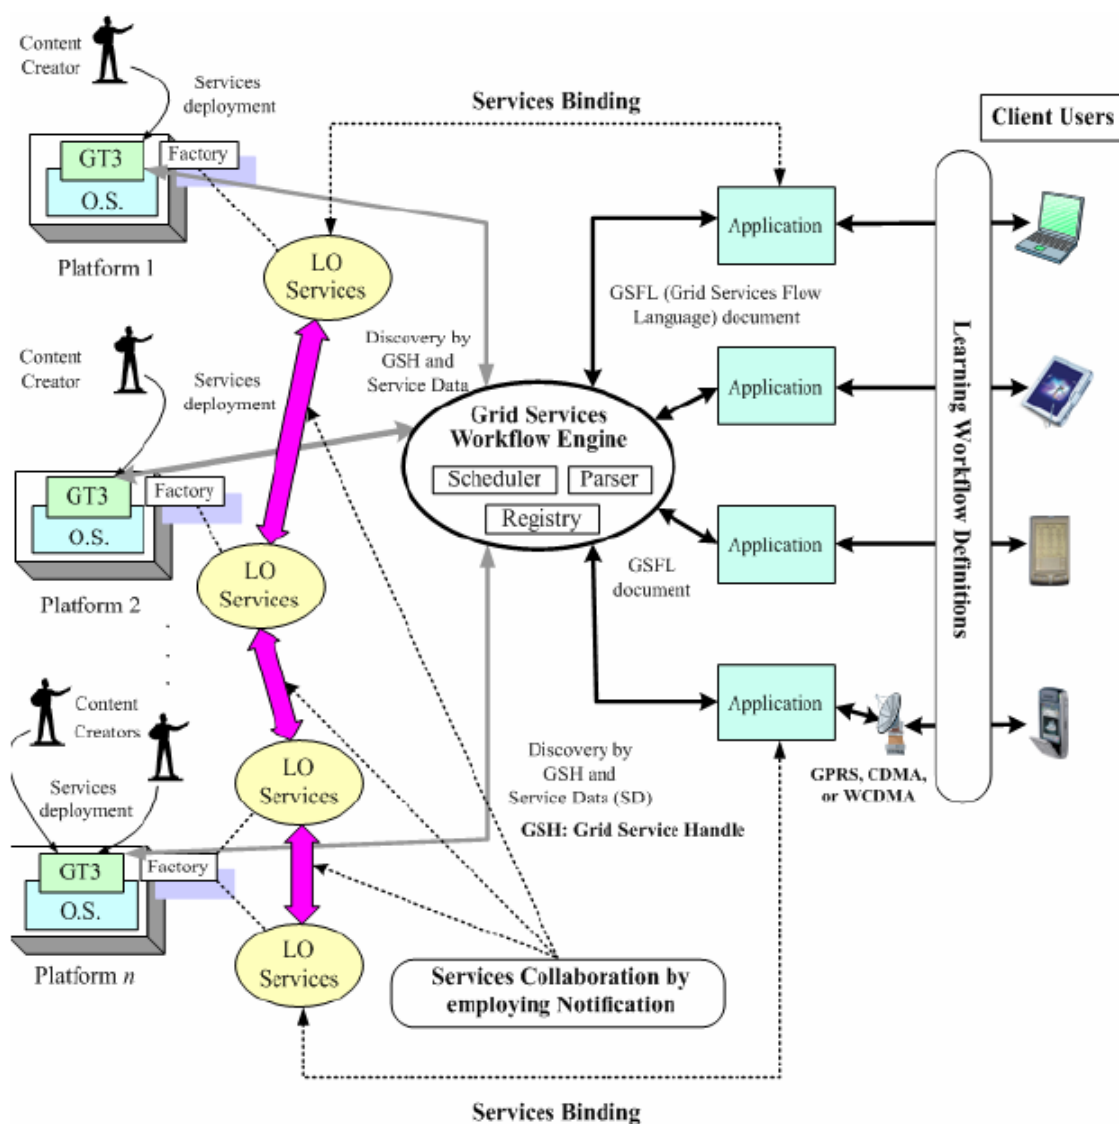 Content
Creator
Services
deployment
Services Binding
Client Users
GT3
Factory
O.S.
Platform 1
LO
Services
Application
GSFL (Grid Services Flow
Language) document
Discovery by
GSH and
Service Data
Content
Creator
Services
deployment
Application
Grid Services
Workflow Engine
Scheduler
Parser
Registry
GT3
Factory
O.S.
Platform 2
LO
Services
GSFL
document
Application
Learning Workflow Definitions
Content
Creators
Services
deployment
Application
GPRS, CDMA,
or WCDMA
Discovery by
GSH and
Service Data (SD)
GSH: Grid Service Handle
LO
Services
GT3
Factory
O.S.
Platform n
LO
Services
Services Collaboration by
employing Notification
Services Binding